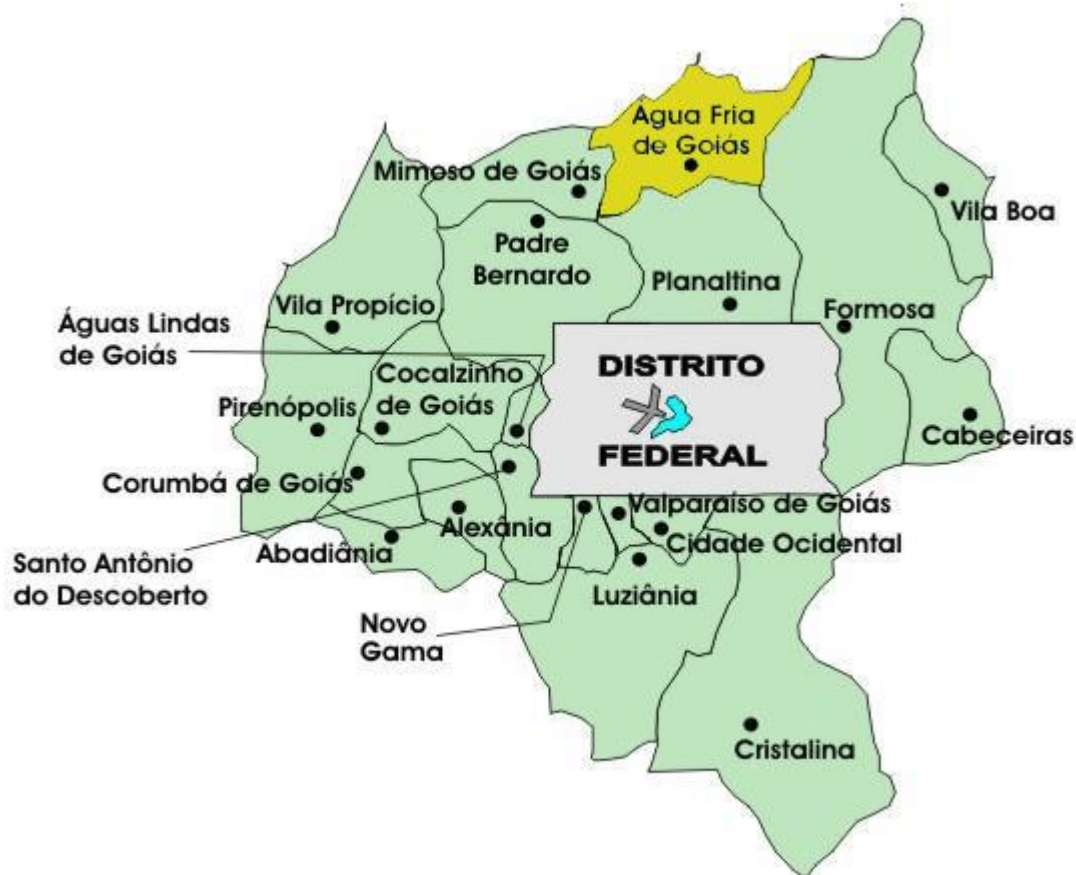 Água Fria
de Goiás
Mimoso de Goiás
Vila Boa
Padre
Bernardo
Planaltina
Vila Propício
Formosa
Águas Lindas
de Goiás
DISTRITO
FEDERAL
Cocalzinho
de Goiás
Pirenópolis
Cabeceiras
Corumbá de Goiás
Valparaíso de Goiás
Alexânia
Cidade Ocidental
Abadiânia
Santo Antônio
do Descoberto
Luziânia
Novo
Gama
Cristalina